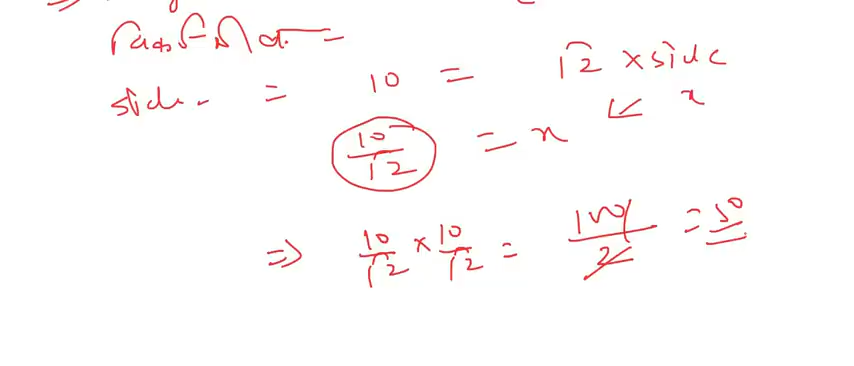 side = 10 = √2 × side
10/√2 = x ↙ x
⇒ 10/√2 × 10/√2 = 100/2 = 50